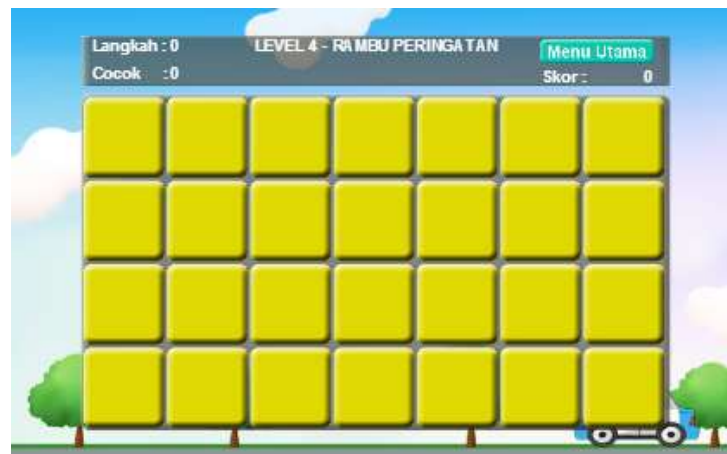 Langkah : 0 LEVEL 4 - RAMBU PERINGATAN Menu Utama
Cocok : 0 Skor : 0